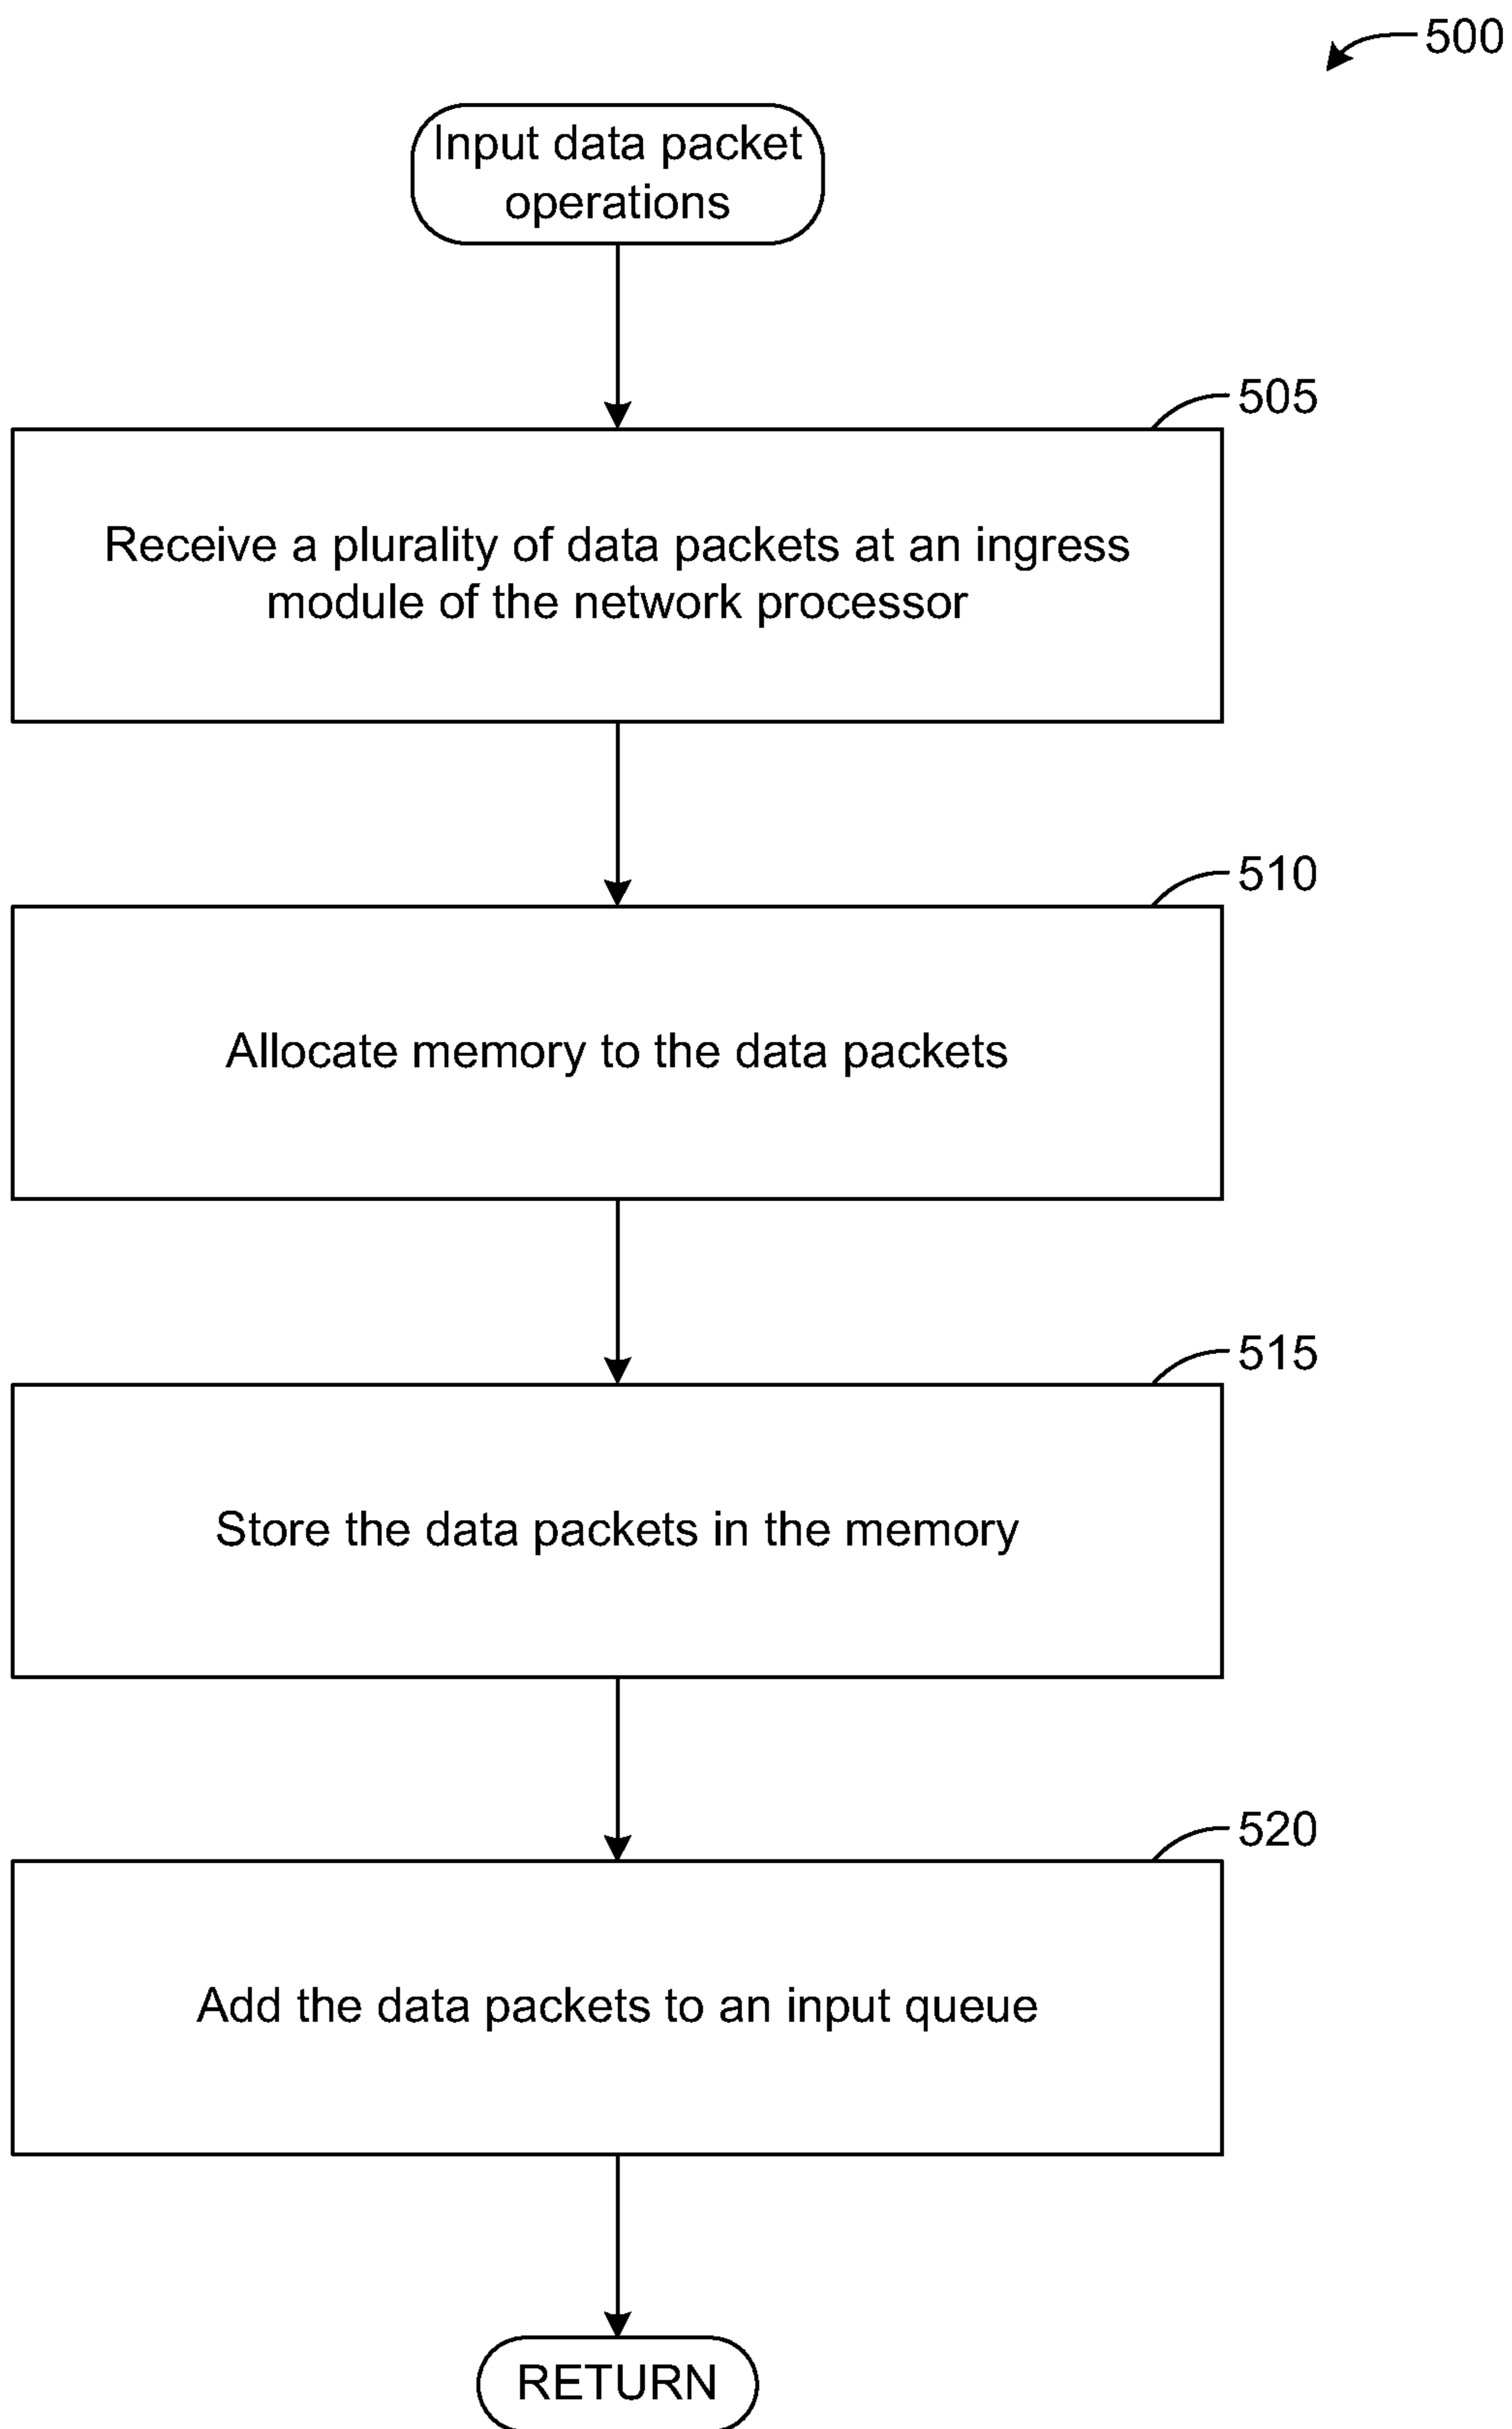 500
Input data packet
operations
505
Receive a plurality of data packets at an ingress
module of the network processor
510
Allocate memory to the data packets
515
Store the data packets in the memory
520
Add the data packets to an input queue
RETURN